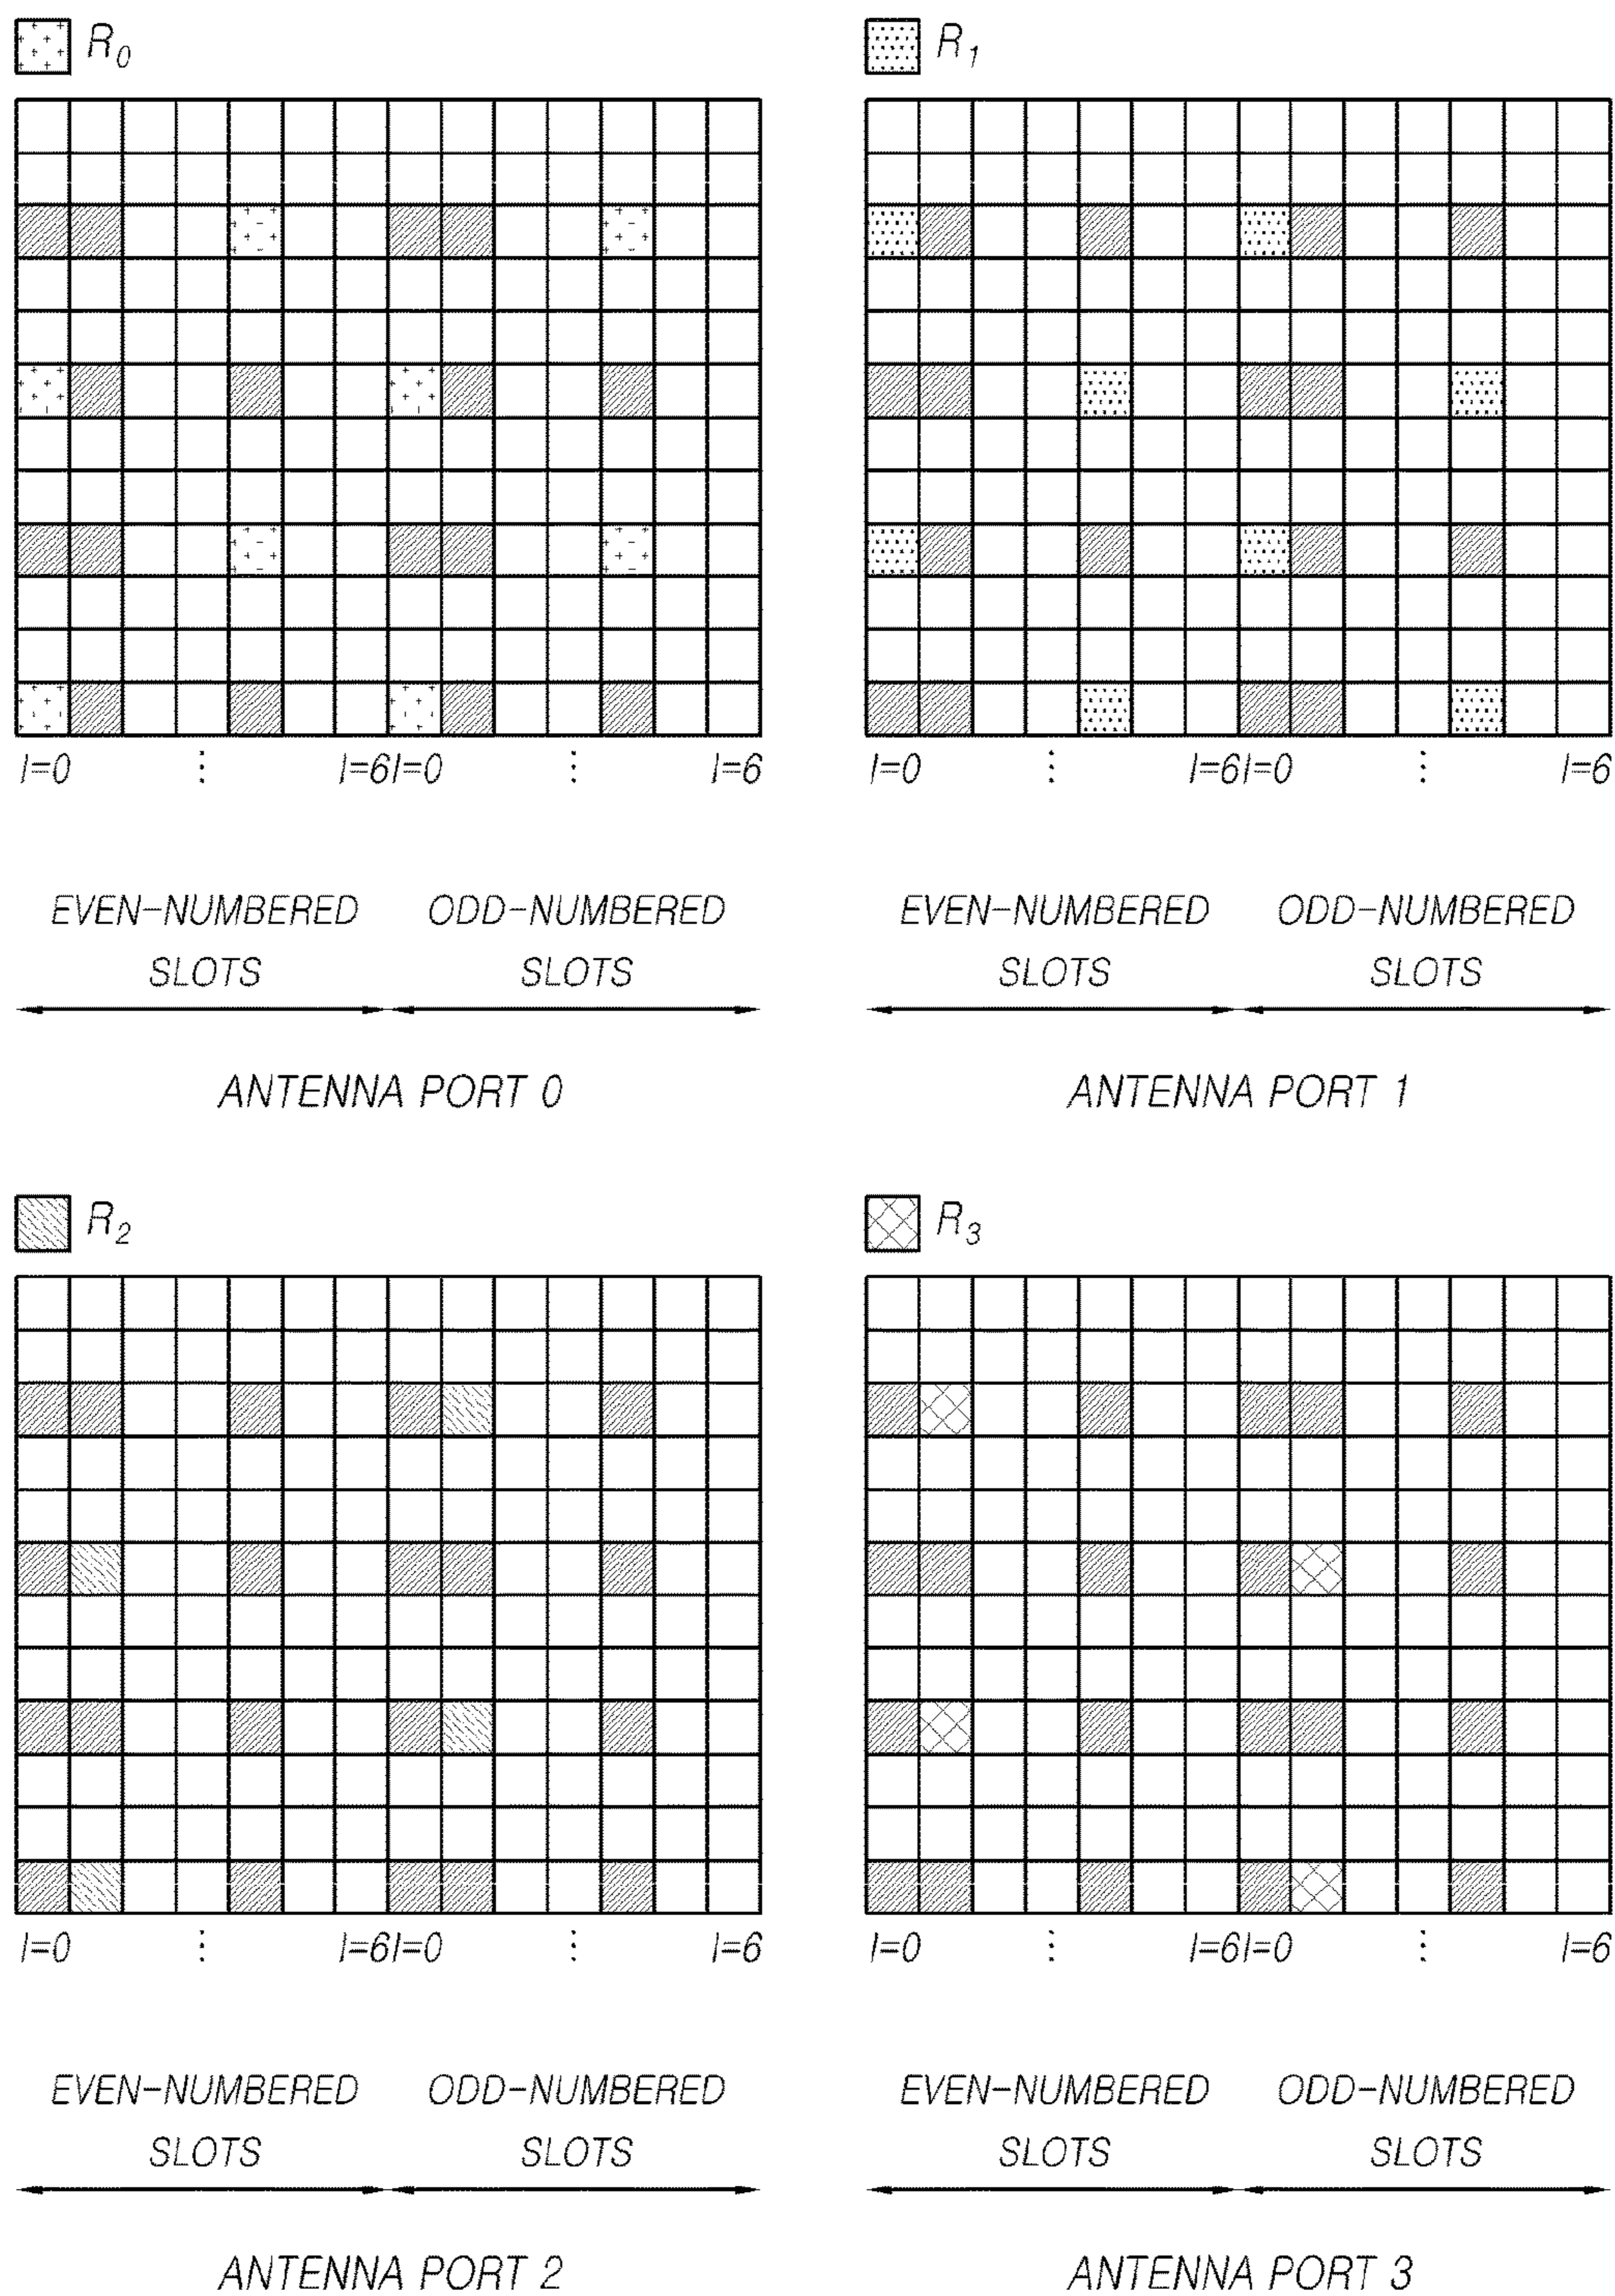 R0 R1
l=0 ⋮ l=6 l=0 ⋮ l=6 l=0 ⋮ l=6 l=0 ⋮ l=6
EVEN-NUMBERED ODD-NUMBERED EVEN-NUMBERED ODD-NUMBERED
SLOTS SLOTS SLOTS SLOTS
ANTENNA PORT 0 ANTENNA PORT 1
R2 R3
l=0 ⋮ l=6 l=0 ⋮ l=6 l=0 ⋮ l=6 l=0 ⋮ l=6
EVEN-NUMBERED ODD-NUMBERED EVEN-NUMBERED ODD-NUMBERED
SLOTS SLOTS SLOTS SLOTS
ANTENNA PORT 2 ANTENNA PORT 3